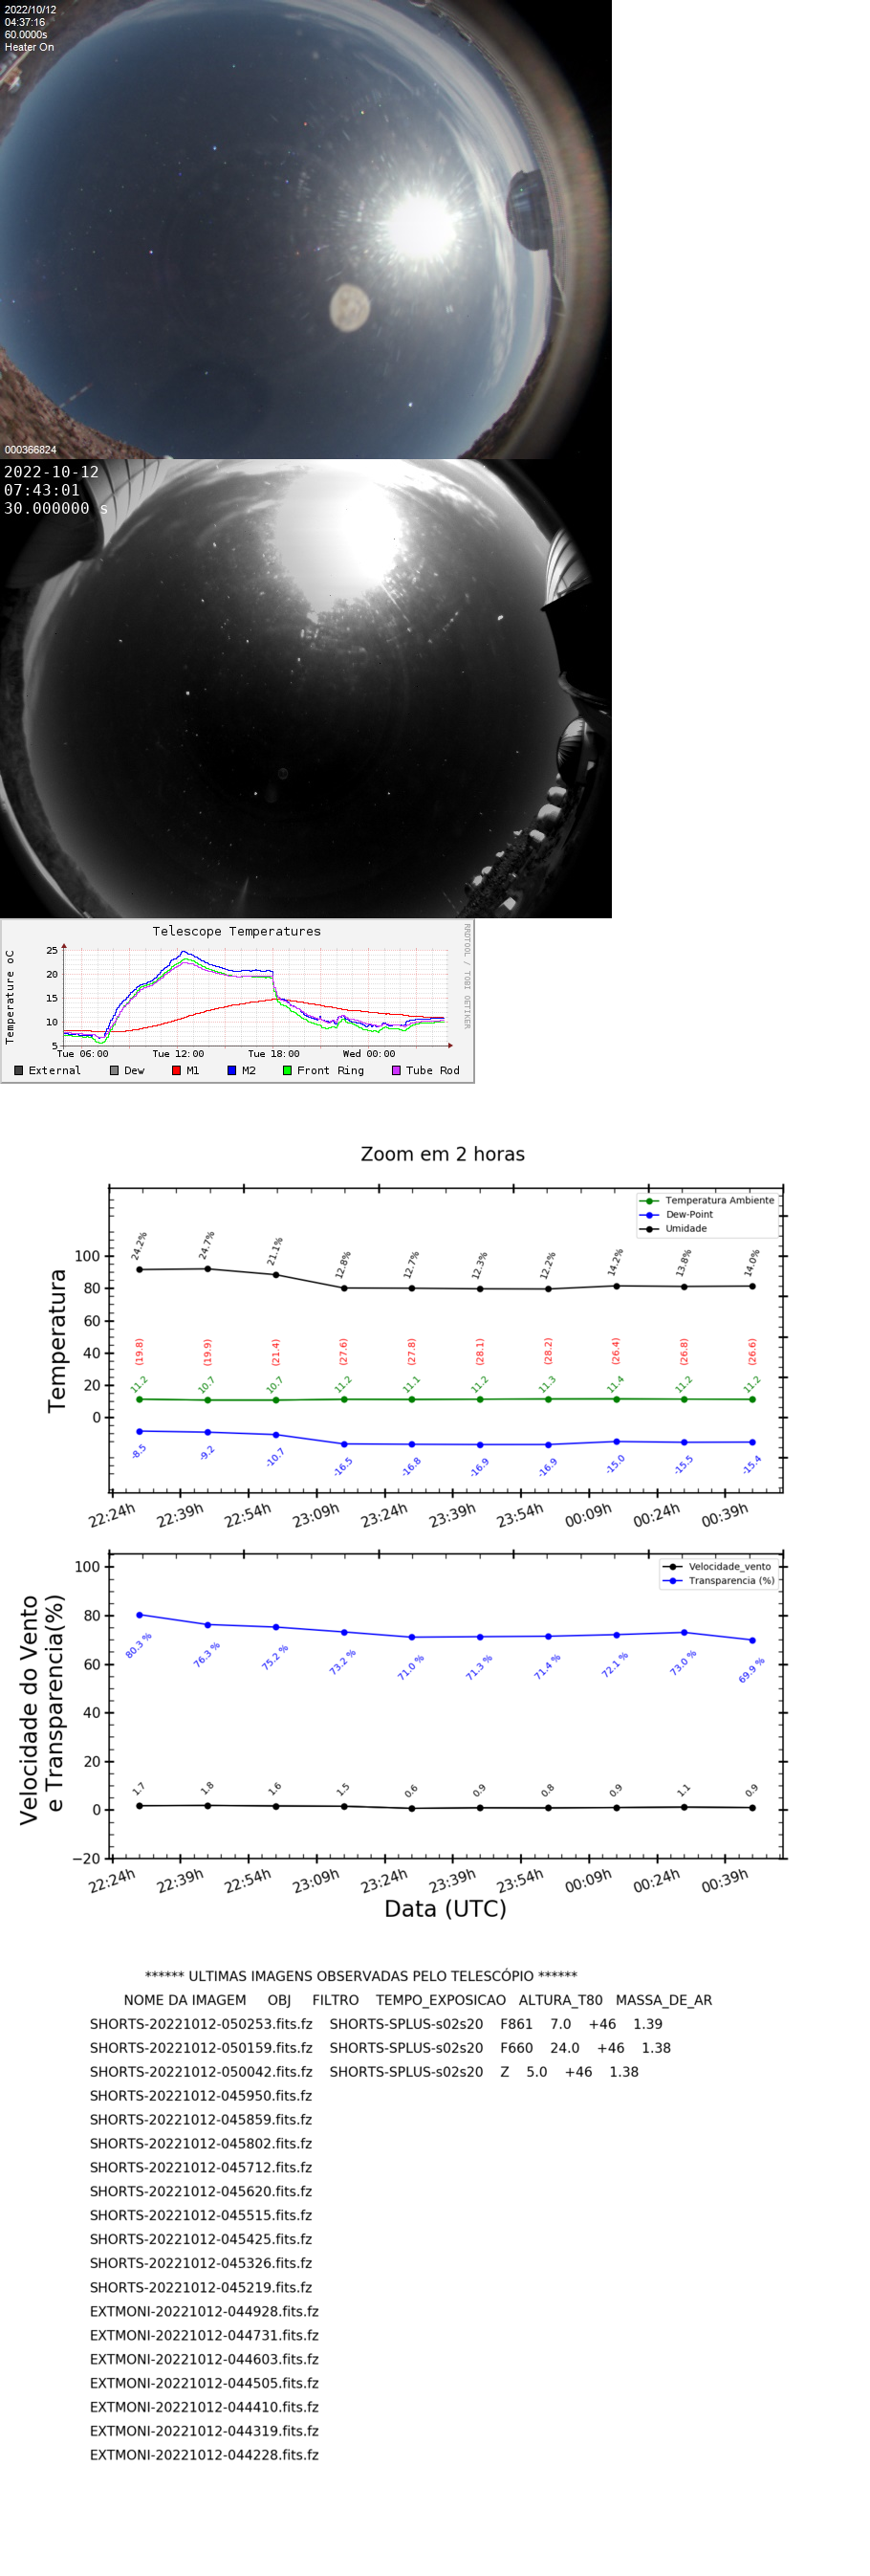 2022/10/12
04:37:16
60.0000s
Heater On
000366824
2022-10-12
07:43:01
30.000000 s
Telescope Temperatures
RRDTOOL / TOBI OETIKER
Temperature oC
25
20
15
10
5
Tue 06:00 Tue 12:00 Tue 18:00 Wed 00:00
External Dew M1 M2 Front Ring Tube Rod
Zoom em 2 horas
Temperatura Ambiente
Dew-Point
Umidade
Temperatura
100
80
60
40
20
0
24.2% 24.7% 21.1% 12.8% 12.7% 12.3% 12.2% 14.2% 13.8% 14.0%
(19.8) (19.9) (21.4) (27.6) (27.8) (28.1) (28.2) (26.4) (26.8) (26.6)
11.2 10.7 10.7 11.2 11.1 11.2 11.3 11.4 11.2 11.2
-8.5 -9.2 -10.7 -16.5 -16.8 -16.9 -16.9 -15.0 -15.5 -15.4
22:24h 22:39h 22:54h 23:09h 23:24h 23:39h 23:54h 00:09h 00:24h 00:39h
Velocidade_vento
Transparencia (%)
Velocidade do Vento
e Transparencia(%)
100
80
60
40
20
0
−20
80.3 % 76.3 % 75.2 % 73.2 % 71.0 % 71.3 % 71.4 % 72.1 % 73.0 % 69.9 %
1.7 1.8 1.6 1.5 0.6 0.9 0.8 0.9 1.1 0.9
22:24h 22:39h 22:54h 23:09h 23:24h 23:39h 23:54h 00:09h 00:24h 00:39h
Data (UTC)
****** ULTIMAS IMAGENS OBSERVADAS PELO TELESCÓPIO ******
NOME DA IMAGEM OBJ FILTRO TEMPO_EXPOSICAO ALTURA_T80 MASSA_DE_AR
SHORTS-20221012-050253.fits.fz SHORTS-SPLUS-s02s20 F861 7.0 +46 1.39
SHORTS-20221012-050159.fits.fz SHORTS-SPLUS-s02s20 F660 24.0 +46 1.38
SHORTS-20221012-050042.fits.fz SHORTS-SPLUS-s02s20 Z 5.0 +46 1.38
SHORTS-20221012-045950.fits.fz
SHORTS-20221012-045859.fits.fz
SHORTS-20221012-045802.fits.fz
SHORTS-20221012-045712.fits.fz
SHORTS-20221012-045620.fits.fz
SHORTS-20221012-045515.fits.fz
SHORTS-20221012-045425.fits.fz
SHORTS-20221012-045326.fits.fz
SHORTS-20221012-045219.fits.fz
EXTMONI-20221012-044928.fits.fz
EXTMONI-20221012-044731.fits.fz
EXTMONI-20221012-044603.fits.fz
EXTMONI-20221012-044505.fits.fz
EXTMONI-20221012-044410.fits.fz
EXTMONI-20221012-044319.fits.fz
EXTMONI-20221012-044228.fits.fz